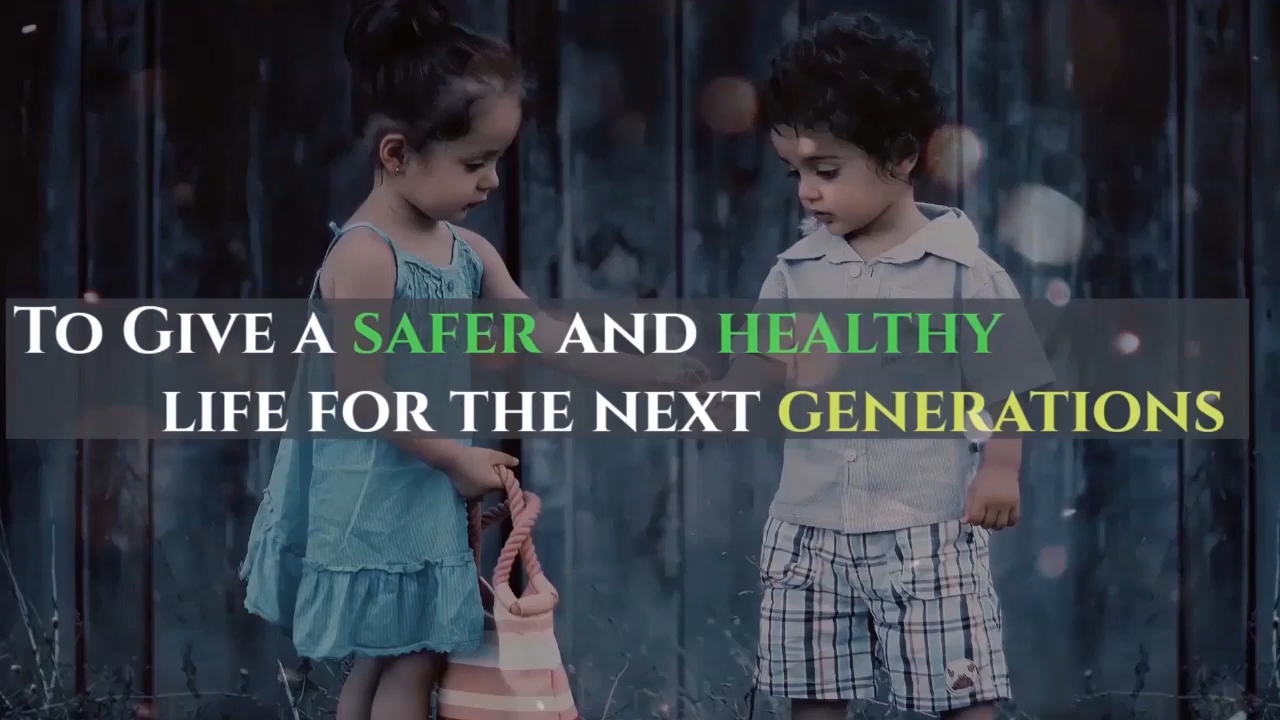 To Give a safer and healthy
life for the next generations